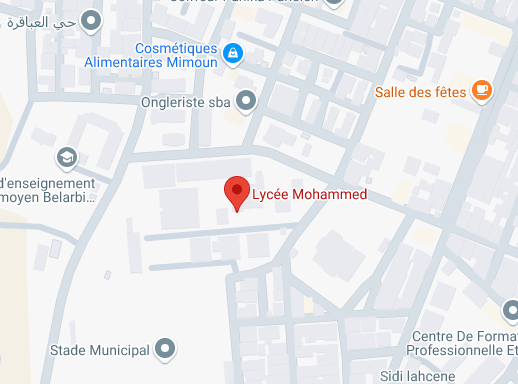 حي العباقرة
Cosmétiques
Alimentaires Mimoun
Ongleriste sba
Salle des fêtes
d'enseignement
moyen Belarbi...
Lycée Mohammed
Stade Municipal
Centre De Format
Professionnelle Et
Sidi lahcene